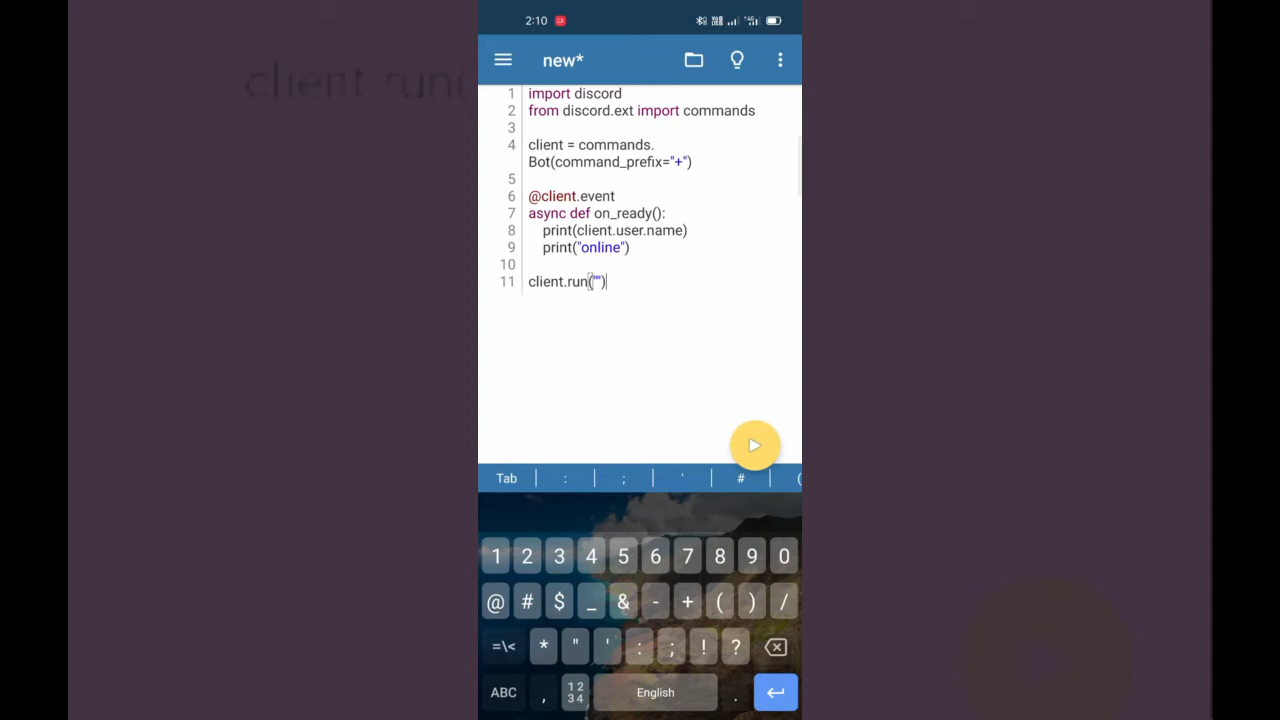 client run(
2:10
new*
1 import discord
2 from discord.ext import commands
3
4 client = commands.
Bot(command_prefix="+")
5
6 @client.event
7 async def on_ready():
8 print(client.user.name)
9 print("online")
10
11 client.run("")
Tab : ; ' # (
1 2 3 4 5 6 7 8 9 0
@ # $ _ & - + ( ) /
=\< * " ' : ; ! ?
ABC , 12 34 English .